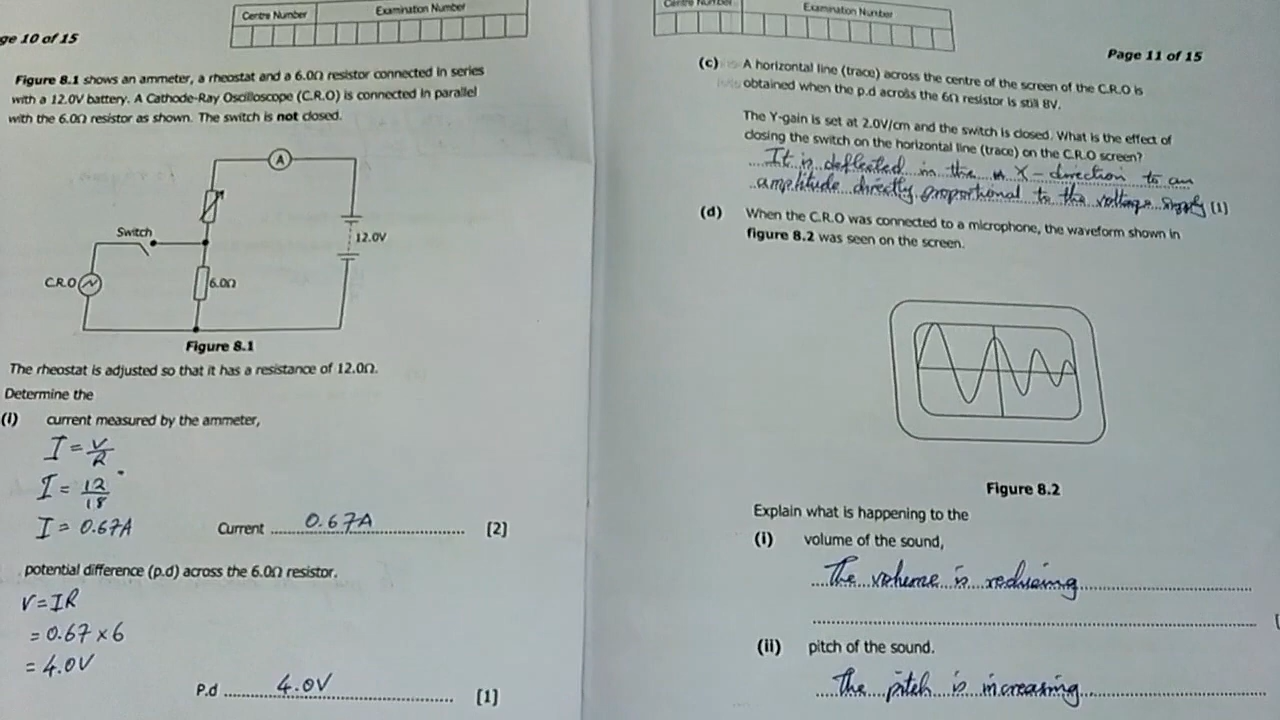 Centre Number Examination Number
ge 10 of 15
Figure 8.1 shows an ammeter, a rheostat and a 6.0Ω resistor connected in series
with a 12.0V battery. A Cathode-Ray Oscilloscope (C.R.O) is connected in parallel
with the 6.0Ω resistor as shown. The switch is not closed.
A
Switch
12.0V
C.R.O
6.0Ω
Figure 8.1
The rheostat is adjusted so that it has a resistance of 12.0Ω.
Determine the
(i) current measured by the ammeter,
I = V/R
I = 12/18
I = 0.67A
Current 0.67A [2]
potential difference (p.d) across the 6.0Ω resistor.
V = IR
= 0.67 × 6
= 4.0V
P.d 4.0V [1]
Centre Number Examination Number
Page 11 of 15
(c) A horizontal line (trace) across the centre of the screen of the C.R.O is
obtained when the p.d across the 6Ω resistor is still 8V.
The Y-gain is set at 2.0V/cm and the switch is closed. What is the effect of
closing the switch on the horizontal line (trace) on the C.R.O screen?
It is deflected in the X-direction to an
amplitude directly proportional to the voltage supply [1]
(d) When the C.R.O was connected to a microphone, the waveform shown in
figure 8.2 was seen on the screen.
Figure 8.2
Explain what is happening to the
(i) volume of the sound,
The volume is reducing
(ii) pitch of the sound.
the pitch is increasing